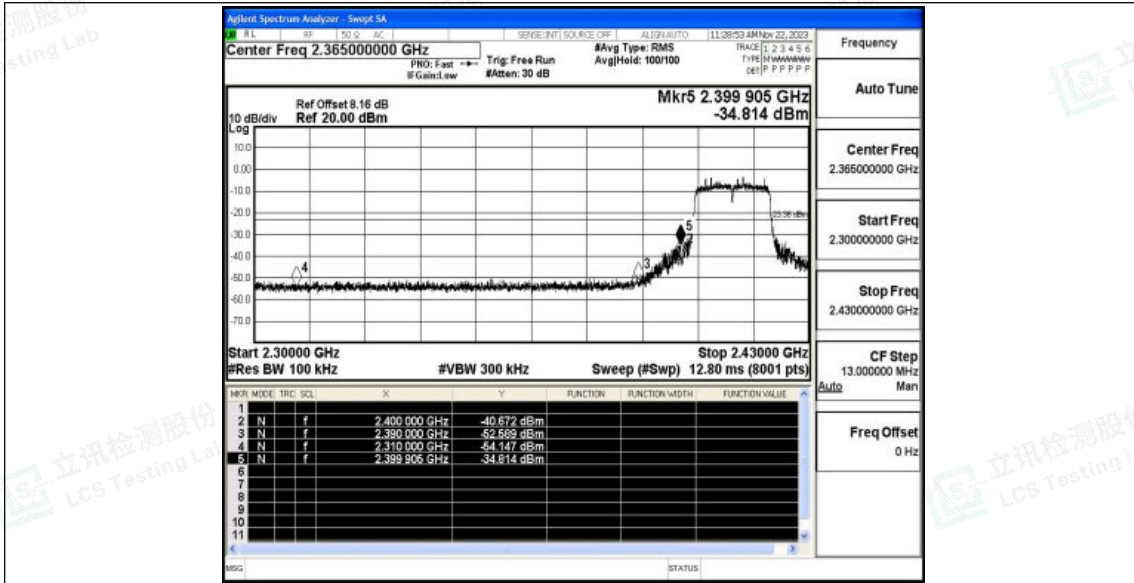 Agilent Spectrum Analyzer - Swept SA
RL RF 50 Ω AC SENSE:INT SOURCE OFF ALIGN AUTO 11:28:53 AM Nov 22, 2023
Center Freq 2.365000000 GHz
PNO: Fast
IFGain:Low
Trig: Free Run
#Atten: 30 dB
#Avg Type: RMS
Avg|Hold: 100/100
TRACE 1 2 3 4 5 6
TYPE M WWWWW
DET P P P P P P
Ref Offset 8.16 dB
Ref 20.00 dBm
10 dB/div
Log
Mkr5 2.399 905 GHz
-34.814 dBm
10.0
0.00
-10.0
-20.0
-30.0
-40.0
-50.0
-60.0
-70.0
-23.36 dBm
4
3
5
Start 2.30000 GHz
Stop 2.43000 GHz
#Res BW 100 kHz
#VBW 300 kHz
Sweep (#Swp) 12.80 ms (8001 pts)
MKR MODE TRC SCL X Y FUNCTION FUNCTION WIDTH FUNCTION VALUE
1
2 N f 2.400 000 GHz -40.672 dBm
3 N f 2.390 000 GHz -52.589 dBm
4 N f 2.310 000 GHz -54.147 dBm
5 N f 2.399 905 GHz -34.814 dBm
6
7
8
9
10
11
MSG STATUS
Frequency
Auto Tune
Center Freq
2.365000000 GHz
Start Freq
2.300000000 GHz
Stop Freq
2.430000000 GHz
CF Step
13.000000 MHz
Auto Man
Freq Offset
0 Hz
立讯检测股份
LCS Testing Lab
立讯检测股份
LCS Testing L